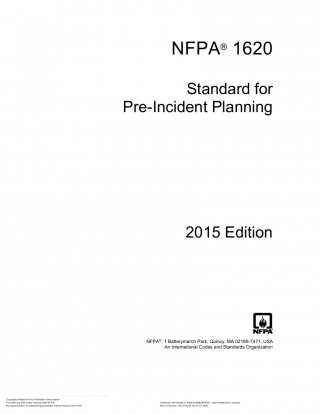 NFPA® 1620
Standard for
Pre-Incident Planning
2015 Edition
NFPA
NFPA®, 1 Batterymarch Park, Quincy, MA 02169-7471, USA
An International Codes and Standards Organization